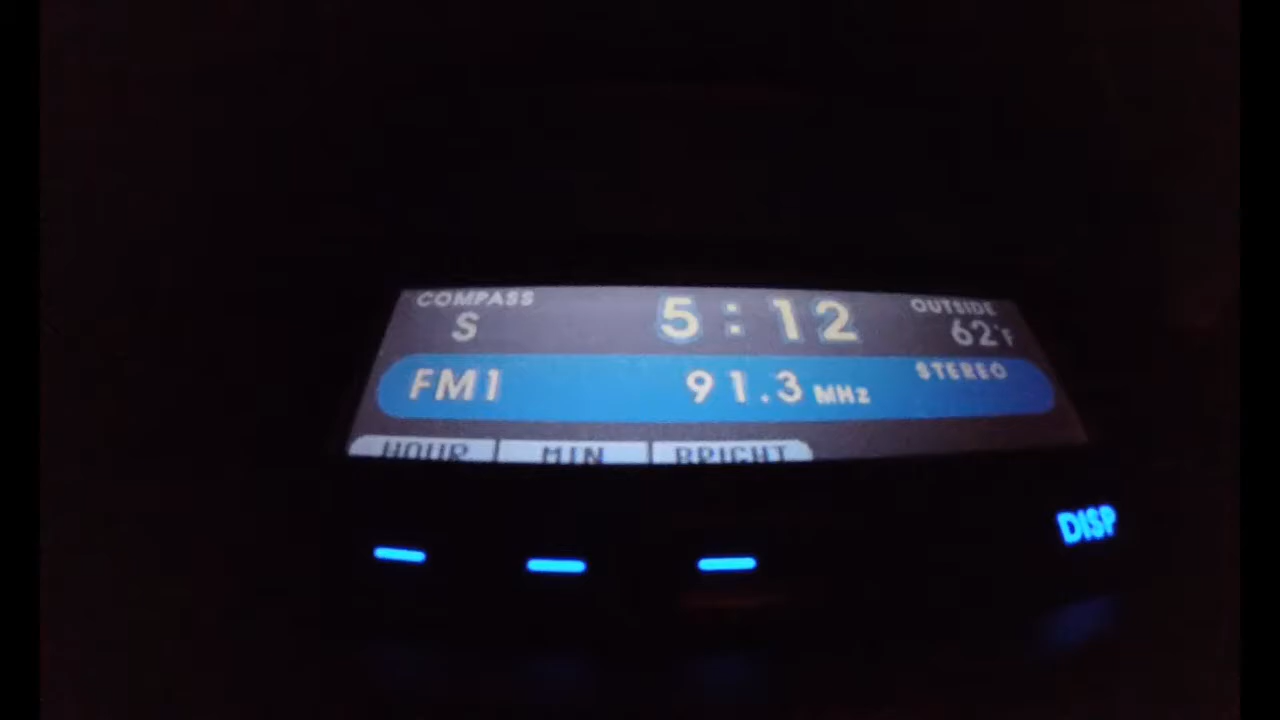 COMPASS 5:12 OUTSIDE
S 62°F
FM1 91.3 MHz STEREO
HOUR MIN BRIGHT
DISP